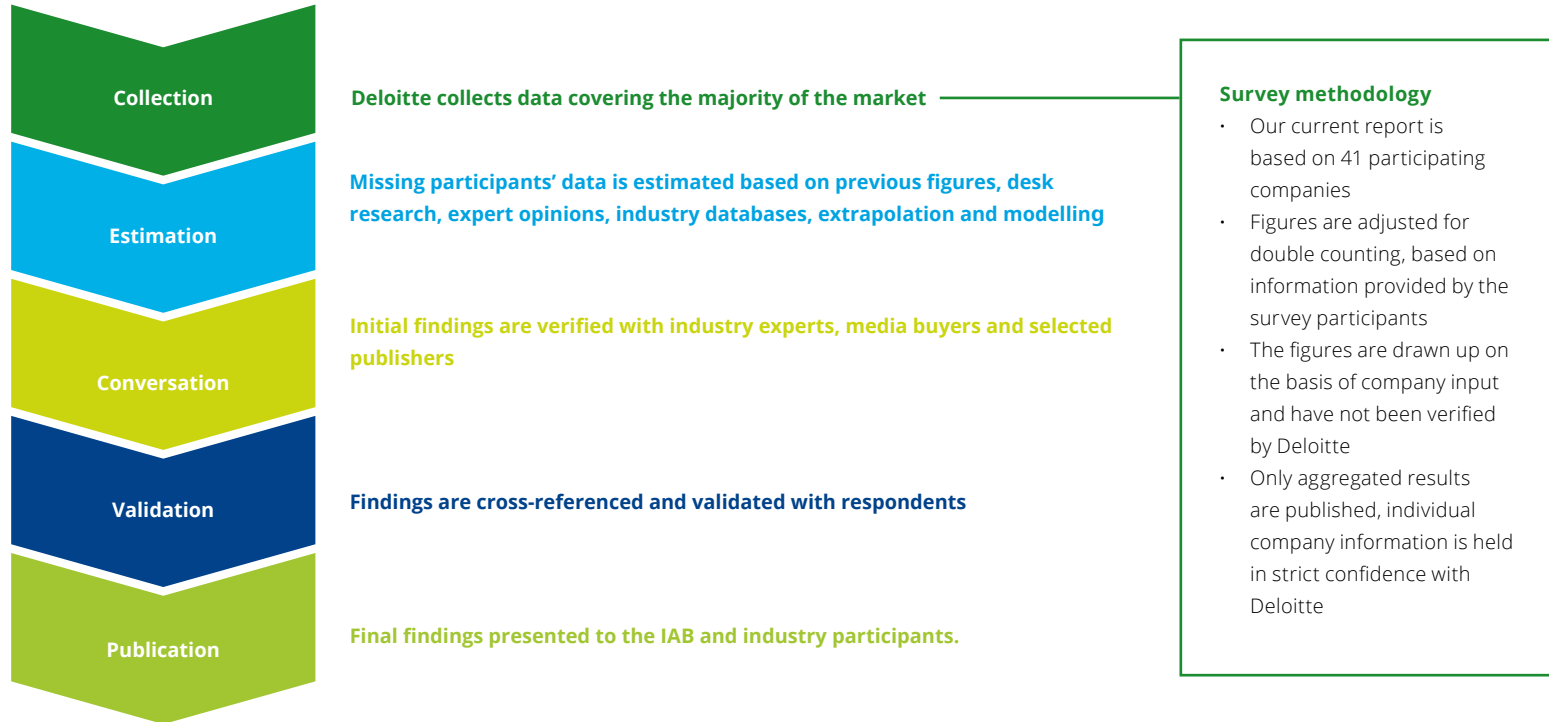 Collection
Deloitte collects data covering the majority of the market
Estimation
Missing participants’ data is estimated based on previous figures, desk
research, expert opinions, industry databases, extrapolation and modelling
Conversation
Initial findings are verified with industry experts, media buyers and selected
publishers
Validation
Findings are cross-referenced and validated with respondents
Publication
Final findings presented to the IAB and industry participants.
Survey methodology
• Our current report is
based on 41 participating
companies
• Figures are adjusted for
double counting, based on
information provided by the
survey participants
• The figures are drawn up on
the basis of company input
and have not been verified
by Deloitte
• Only aggregated results
are published, individual
company information is held
in strict confidence with
Deloitte